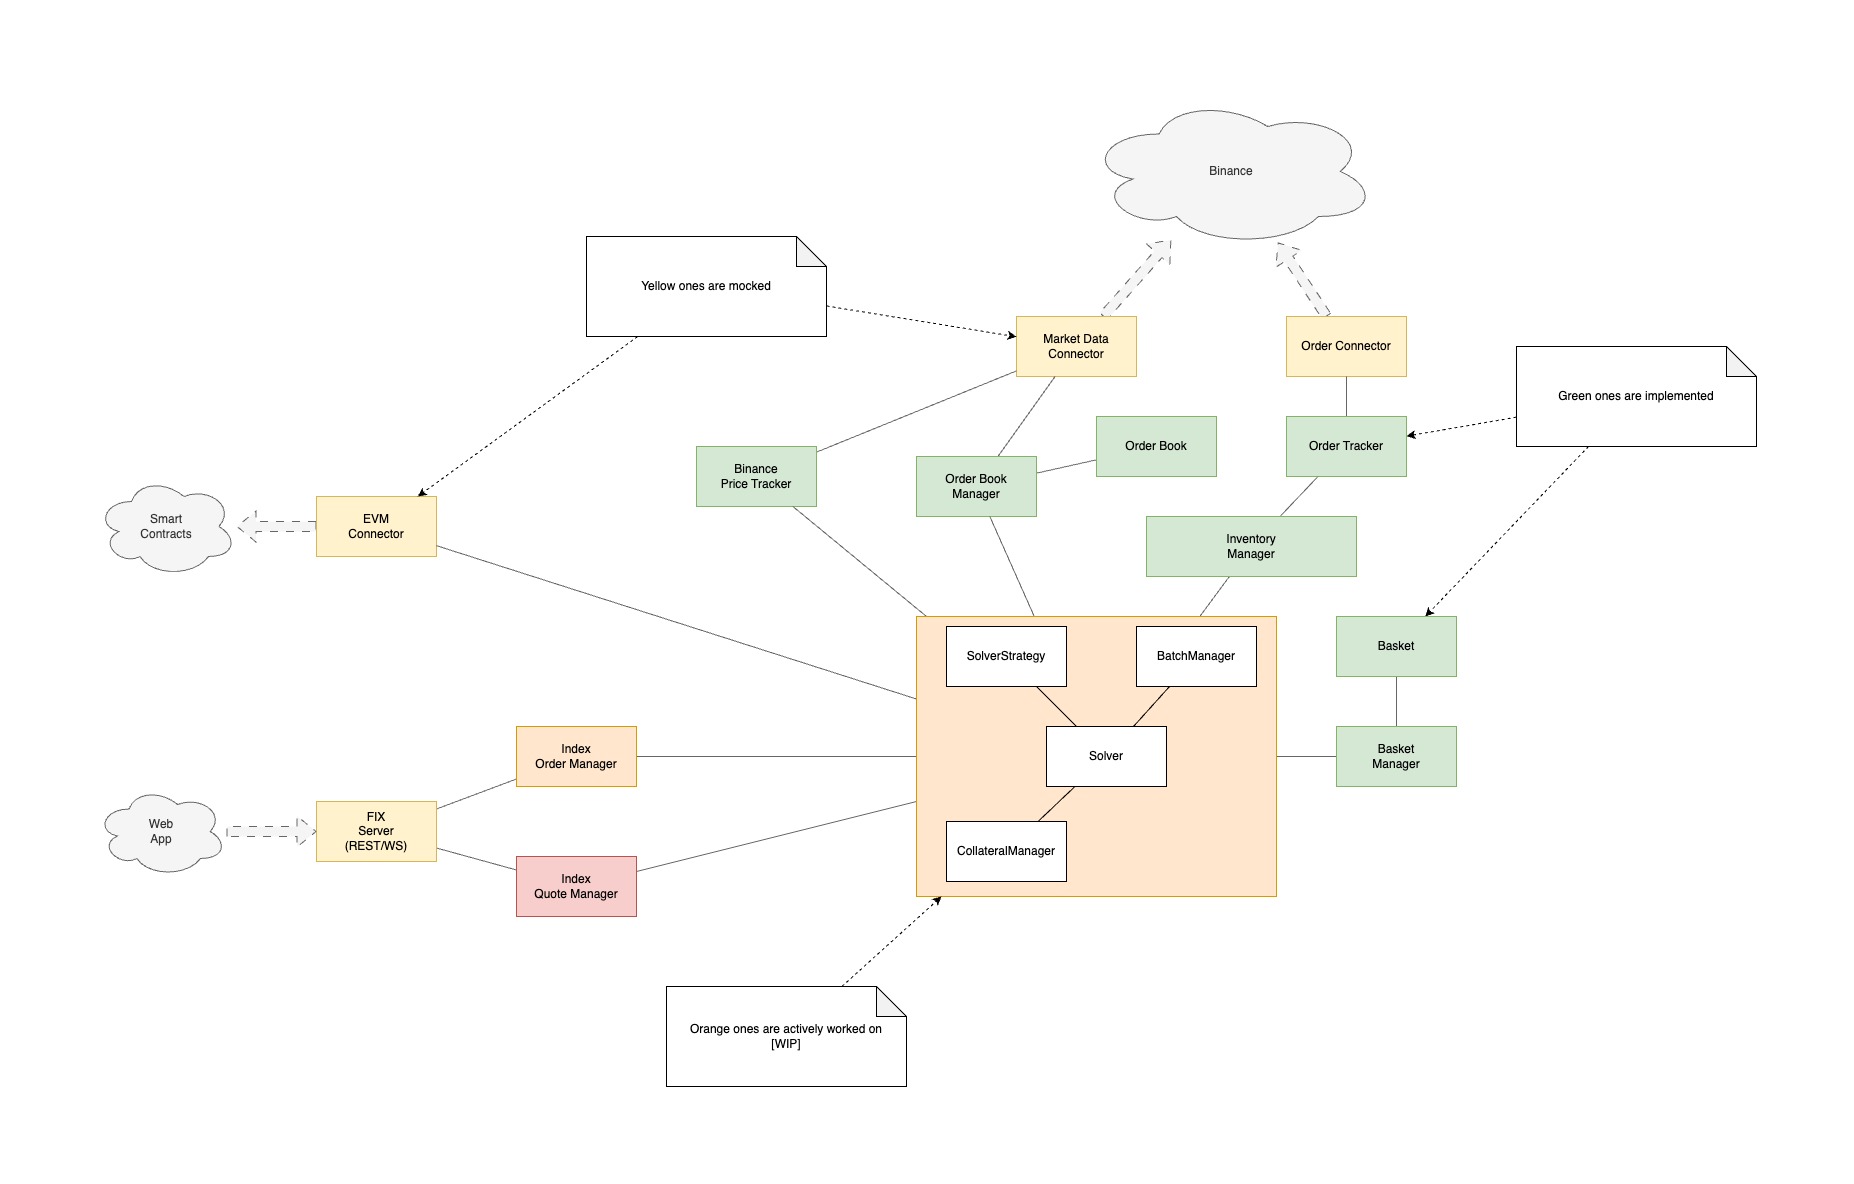 Binance
Yellow ones are mocked
Market Data
Connector
Order Connector
Green ones are implemented
Binance
Price Tracker
Order Book
Manager
Order Book
Order Tracker
Smart
Contracts
EVM
Connector
Inventory
Manager
SolverStrategy
BatchManager
Basket
Index
Order Manager
Solver
Basket
Manager
Web
App
FIX
Server
(REST/WS)
Index
Quote Manager
CollateralManager
Orange ones are actively worked on
[WIP]